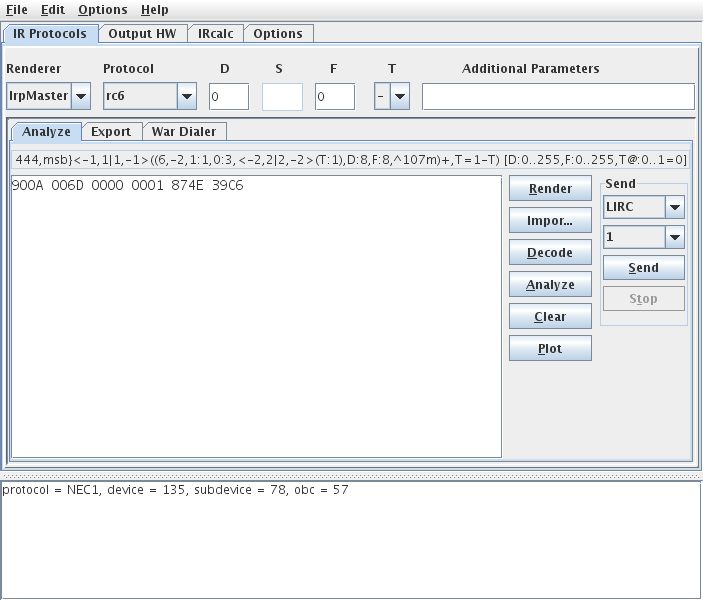 File Edit Options Help
IR Protocols Output HW IRcalc Options
Renderer Protocol D S F T Additional Parameters
IrpMaster rc6 0 0 -
Analyze Export War Dialer
444,msb}<-1,1|1,-1>((6,-2,1:1,0:3,<-2,2|2,-2>(T:1),D:8,F:8,^107m)+,T=1-T) [D:0..255,F:0..255,T@:0..1=0]
900A 006D 0000 0001 874E 39C6
Render
Impor...
Decode
Analyze
Clear
Plot
Send
LIRC
1
Send
Stop
protocol = NEC1, device = 135, subdevice = 78, obc = 57